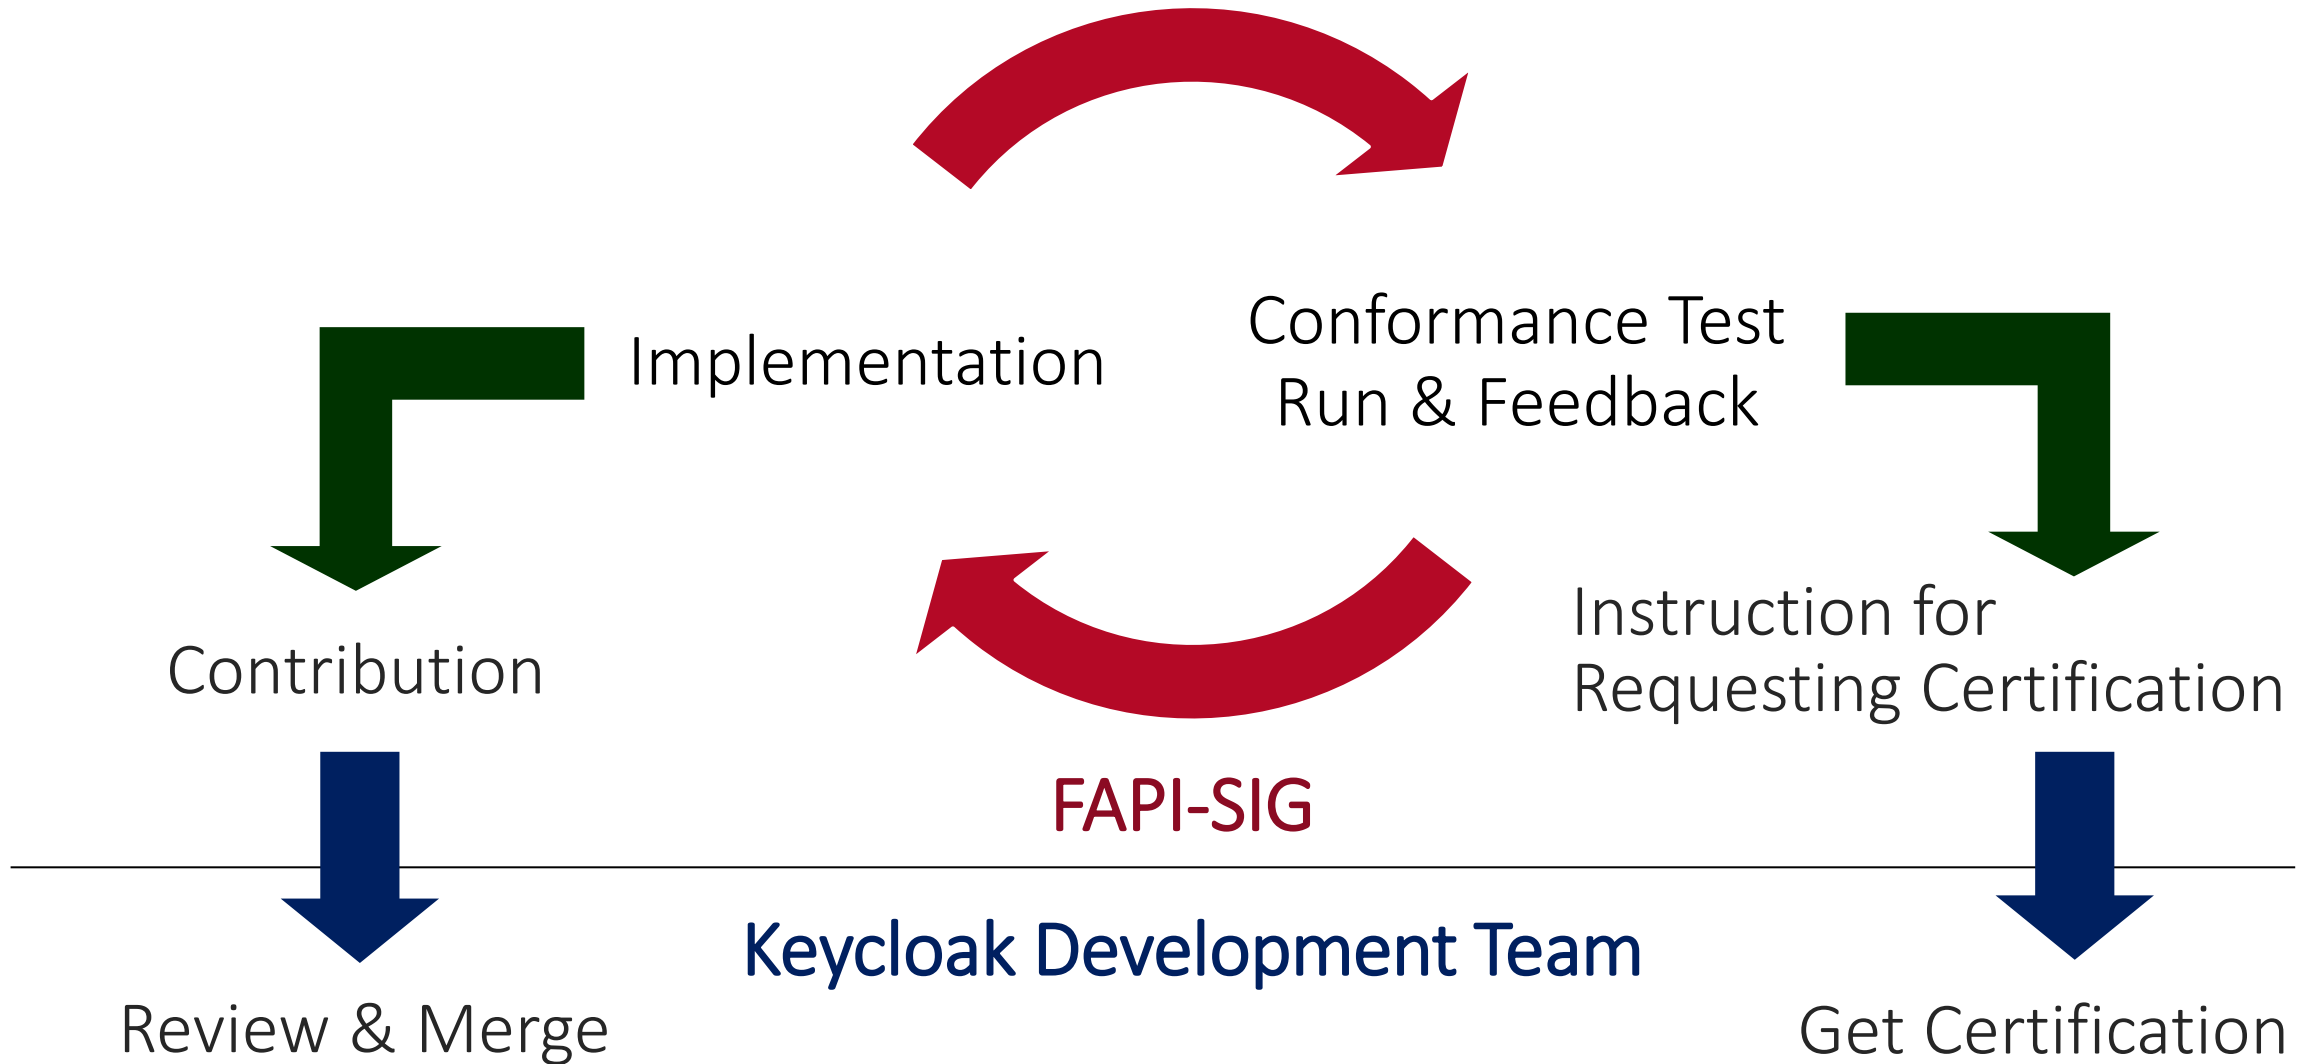 Implementation
Conformance Test
Run & Feedback
Contribution
Instruction for
Requesting Certification
FAPI-SIG
Keycloak Development Team
Review & Merge
Get Certification